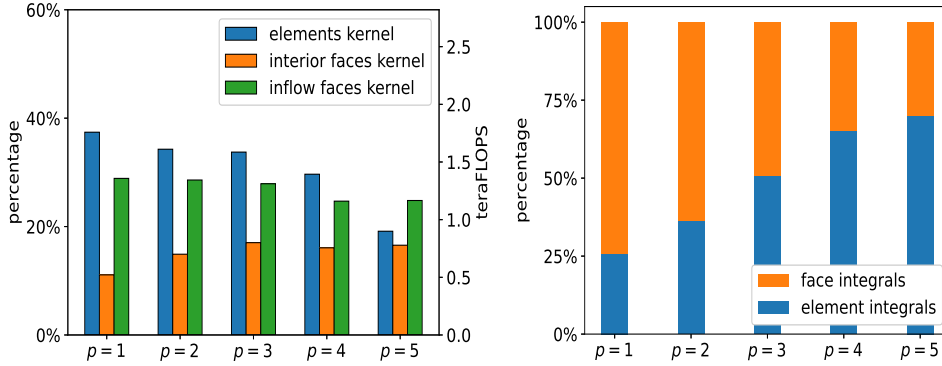 60%
40%
20%
0%
percentage
elements kernel
interior faces kernel
inflow faces kernel
2.5
2.0
1.5
1.0
0.5
0.0
teraFLOPS
p = 1
p = 2
p = 3
p = 4
p = 5
100%
75%
50%
25%
0%
percentage
face integrals
element integrals
p = 1
p = 2
p = 3
p = 4
p = 5